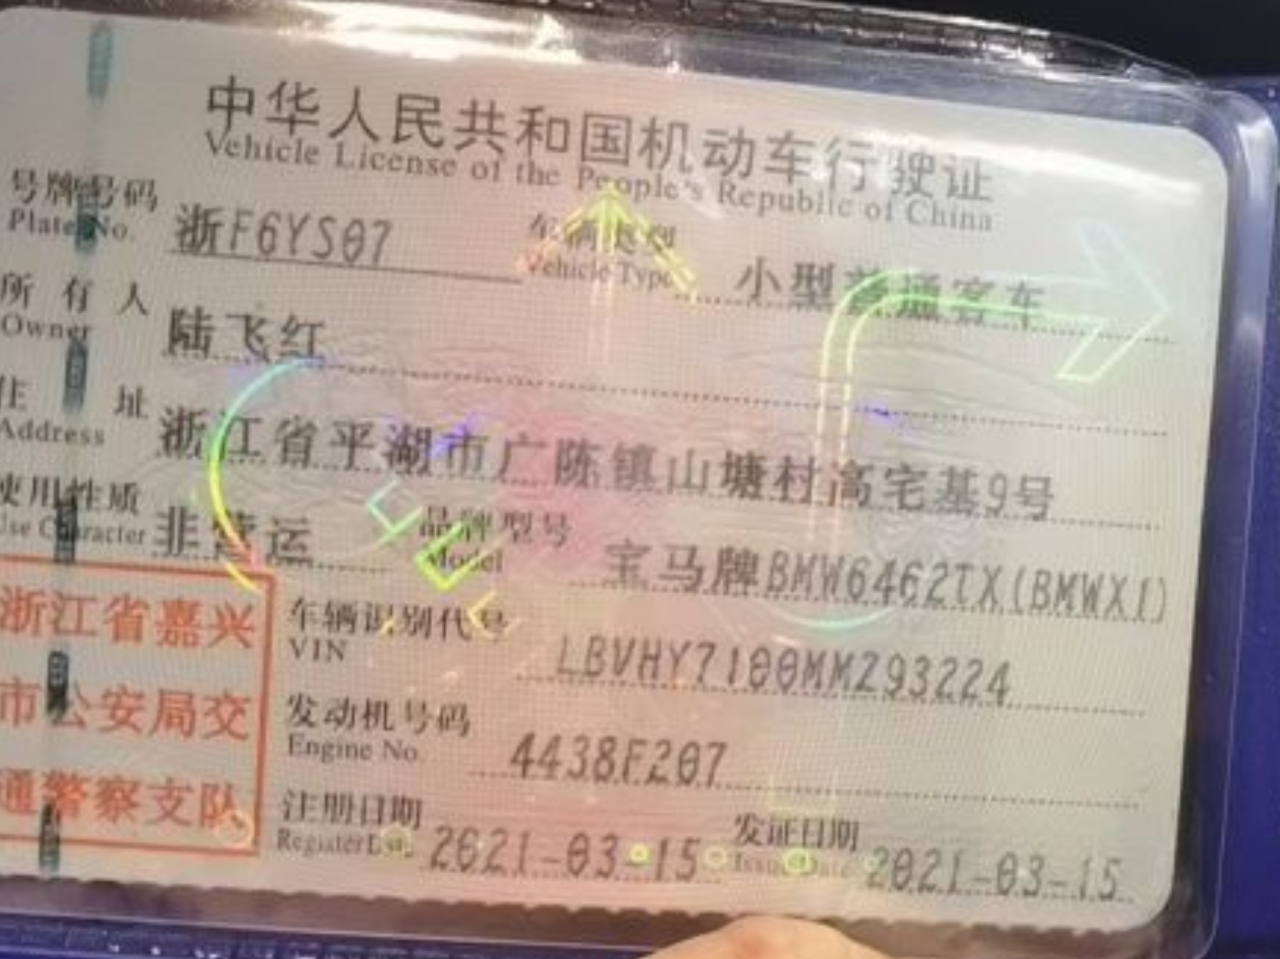 中华人民共和国机动车行驶证
Vehicle License of the People's Republic of China
号牌号码 浙F6YS07 车辆类型 小型普通客车
Plate No. Vehicle Type
所有人 陆飞红
Owner
住址 浙江省平湖市广陈镇山塘村高宅基9号
Address
使用性质 非营运 品牌型号 宝马牌BMW6462TX(BMWX1)
Use Character Model
浙江省嘉兴
市公安局交
通警察支队
车辆识别代号 LBVHY7100MMZ93224
VIN
发动机号码 4438F207
Engine No.
注册日期 2021-03-15 发证日期 2021-03-15
Register Date Issue Date